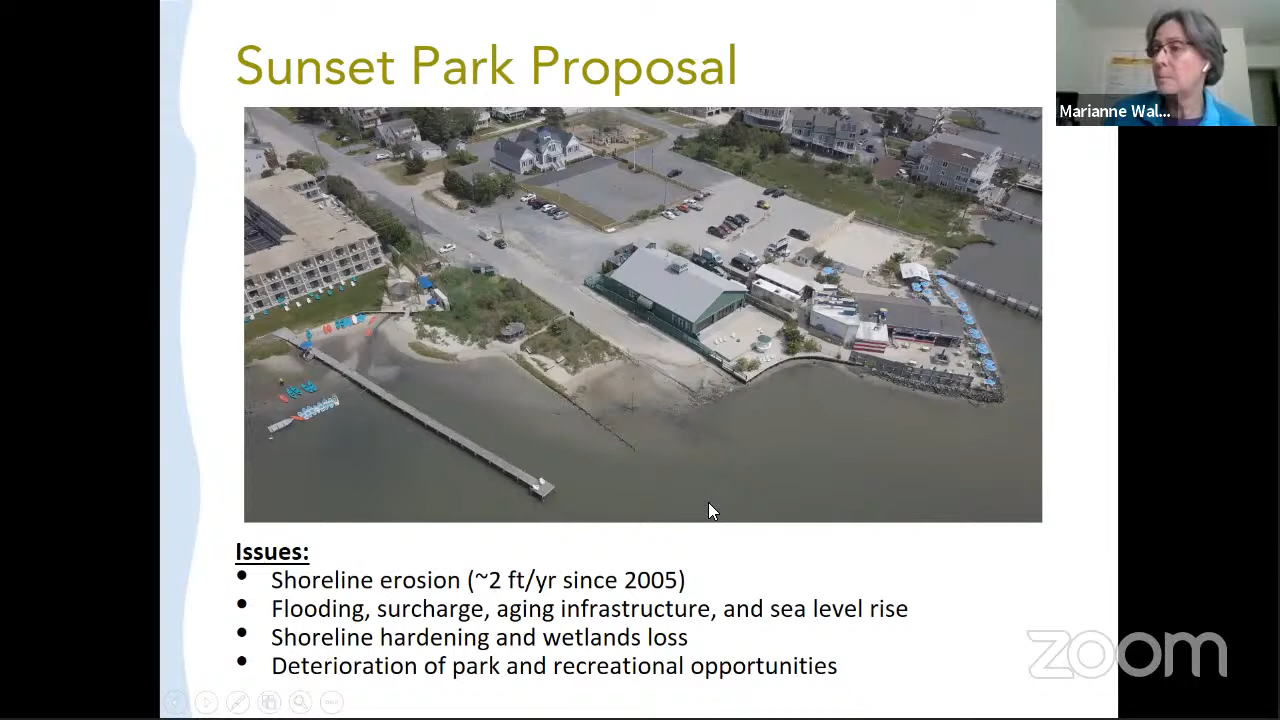 Sunset Park Proposal
Marianne Wal...
Issues:
• Shoreline erosion (~2 ft/yr since 2005)
• Flooding, surcharge, aging infrastructure, and sea level rise
• Shoreline hardening and wetlands loss
• Deterioration of park and recreational opportunities
zoom